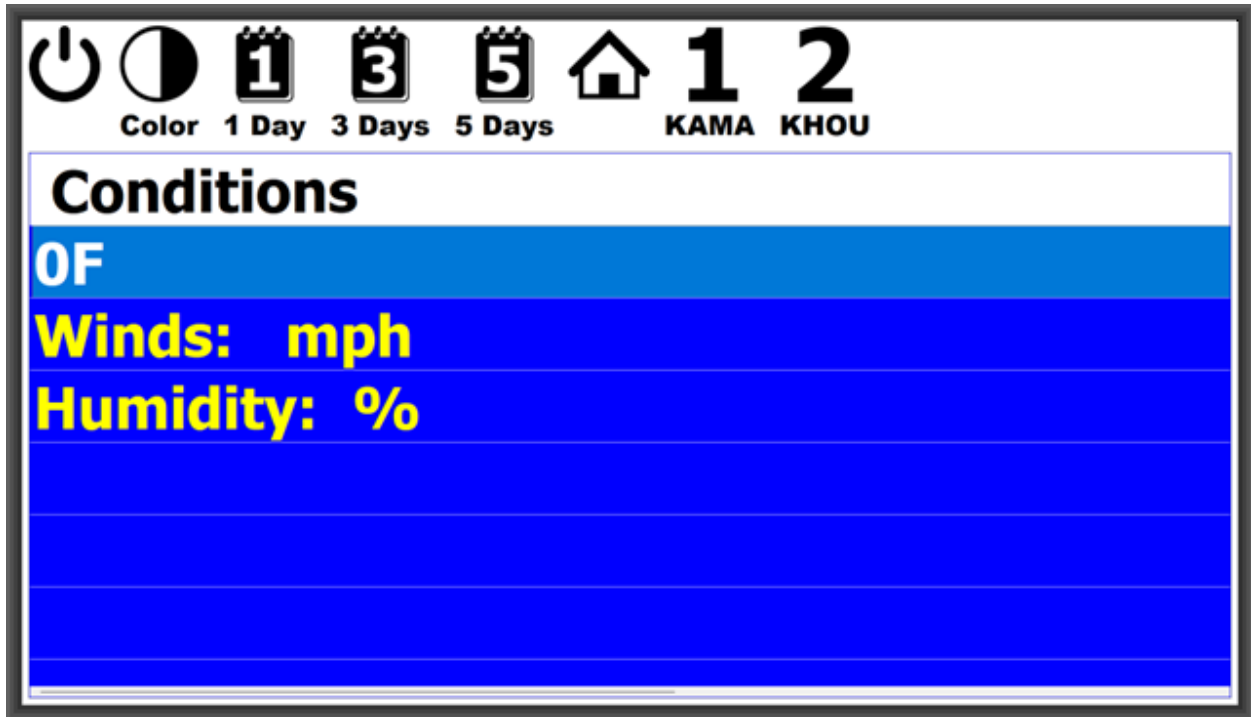 1 3 5 1 2
Color 1 Day 3 Days 5 Days KAMA KHOU
Conditions
0F
Winds: mph
Humidity: %